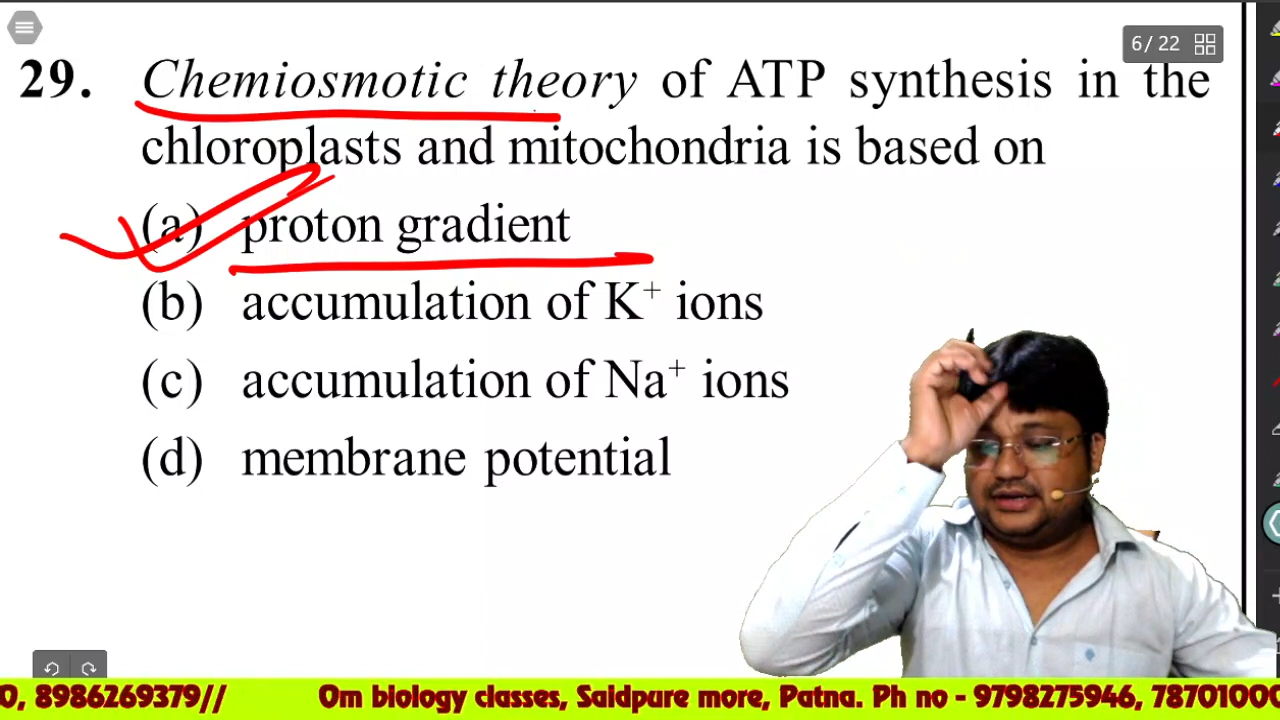 6/ 22
29. Chemiosmotic theory of ATP synthesis in the
chloroplasts and mitochondria is based on
(a) proton gradient
(b) accumulation of K⁺ ions
(c) accumulation of Na⁺ ions
(d) membrane potential
0, 8986269379// Om biology classes, Saidpure more, Patna. Ph no - 9798275946, 7870100